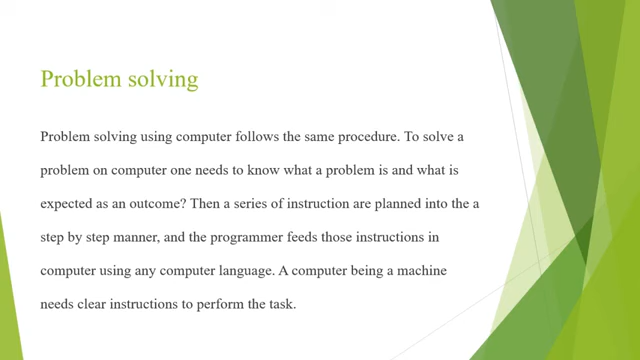 Problem solving
Problem solving using computer follows the same procedure. To solve a
problem on computer one needs to know what a problem is and what is
expected as an outcome? Then a series of instruction are planned into the a
step by step manner, and the programmer feeds those instructions in
computer using any computer language. A computer being a machine
needs clear instructions to perform the task.